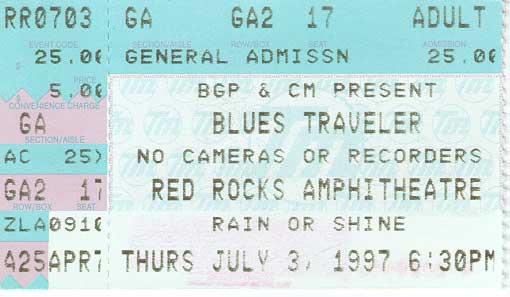 RR0703 GA GA2 17 ADULT
EVENT CODE SECTION/AISLE ROW/BOX SEAT ADMISSION
$ 25.00 GENERAL ADMISSN $ 25.00
PRICE
5.00 BGP & CM PRESENT
CONVENIENCE CHARGE
GA BLUES TRAVELER
SECTION/AISLE
AC 25X NO CAMERAS OR RECORDERS
GA2 17 RED ROCKS AMPHITHEATRE
ROW/BOX SEAT
ZLA0910 RAIN OR SHINE
425APR7 THURS JULY 3, 1997 6:30PM